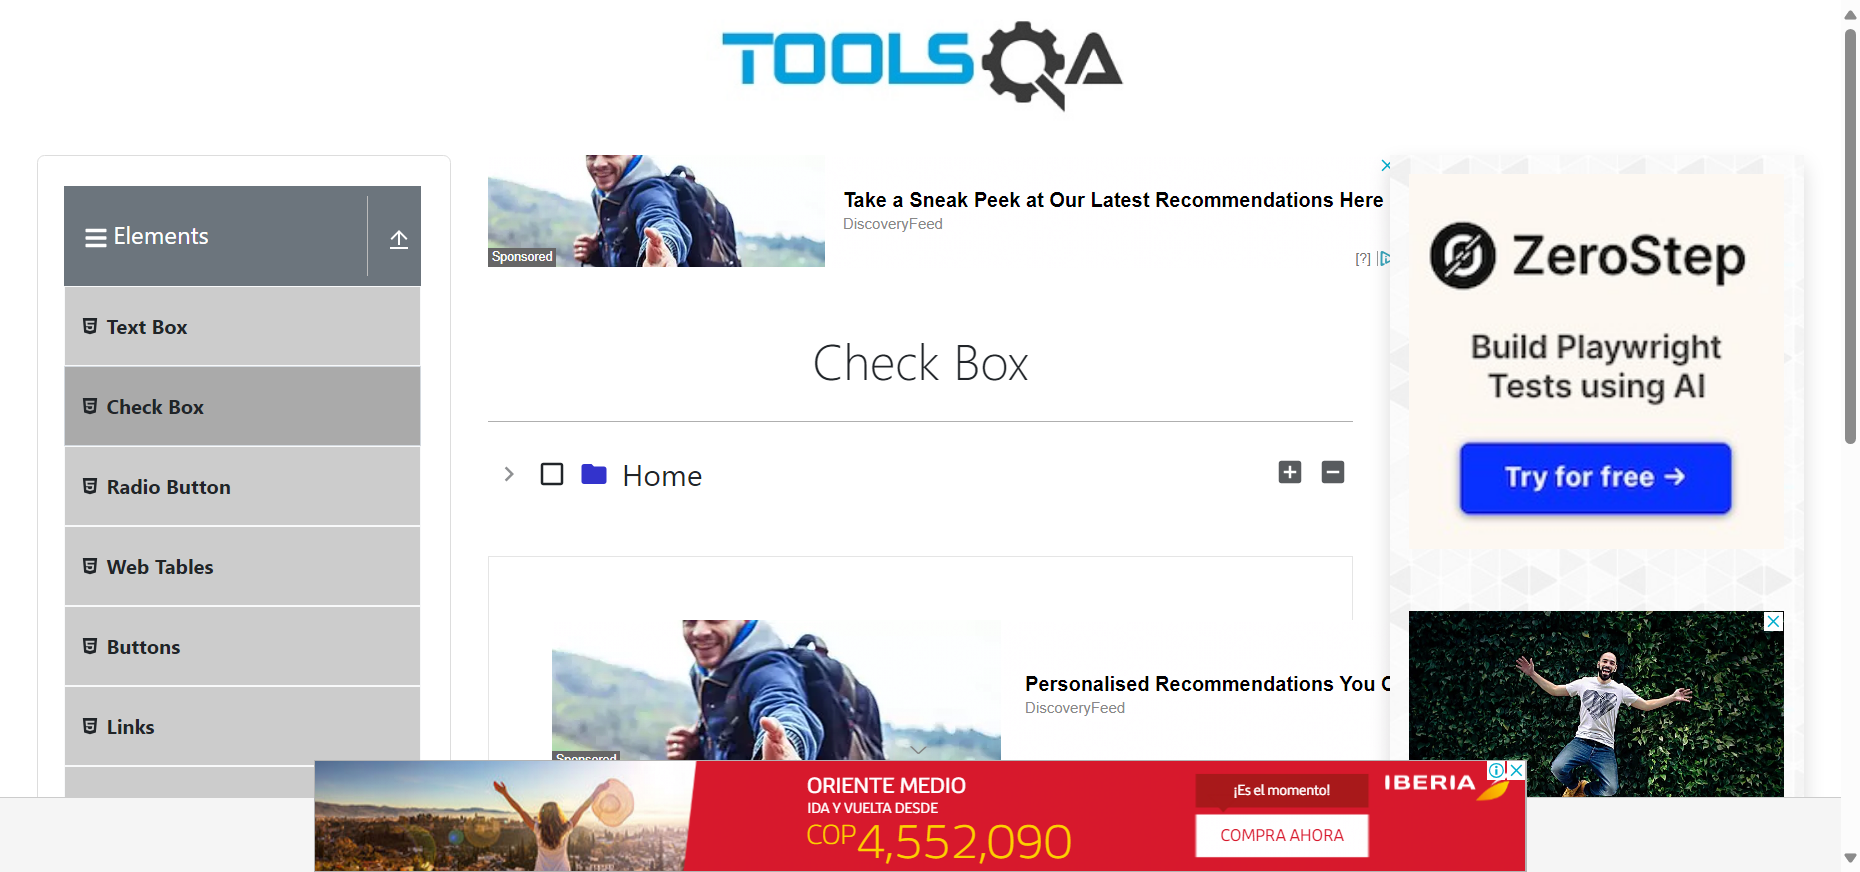 TOOLSQA
Elements
Text Box
Check Box
Radio Button
Web Tables
Buttons
Links
Sponsored
Take a Sneak Peek at Our Latest Recommendations Here
DiscoveryFeed
[?]
Check Box
Home
Sponsored
Personalised Recommendations You
DiscoveryFeed
ZeroStep
Build Playwright
Tests using AI
Try for free →
ORIENTE MEDIO
IDA Y VUELTA DESDE
COP4,552,090
¡Es el momento!
COMPRA AHORA
IBERIA